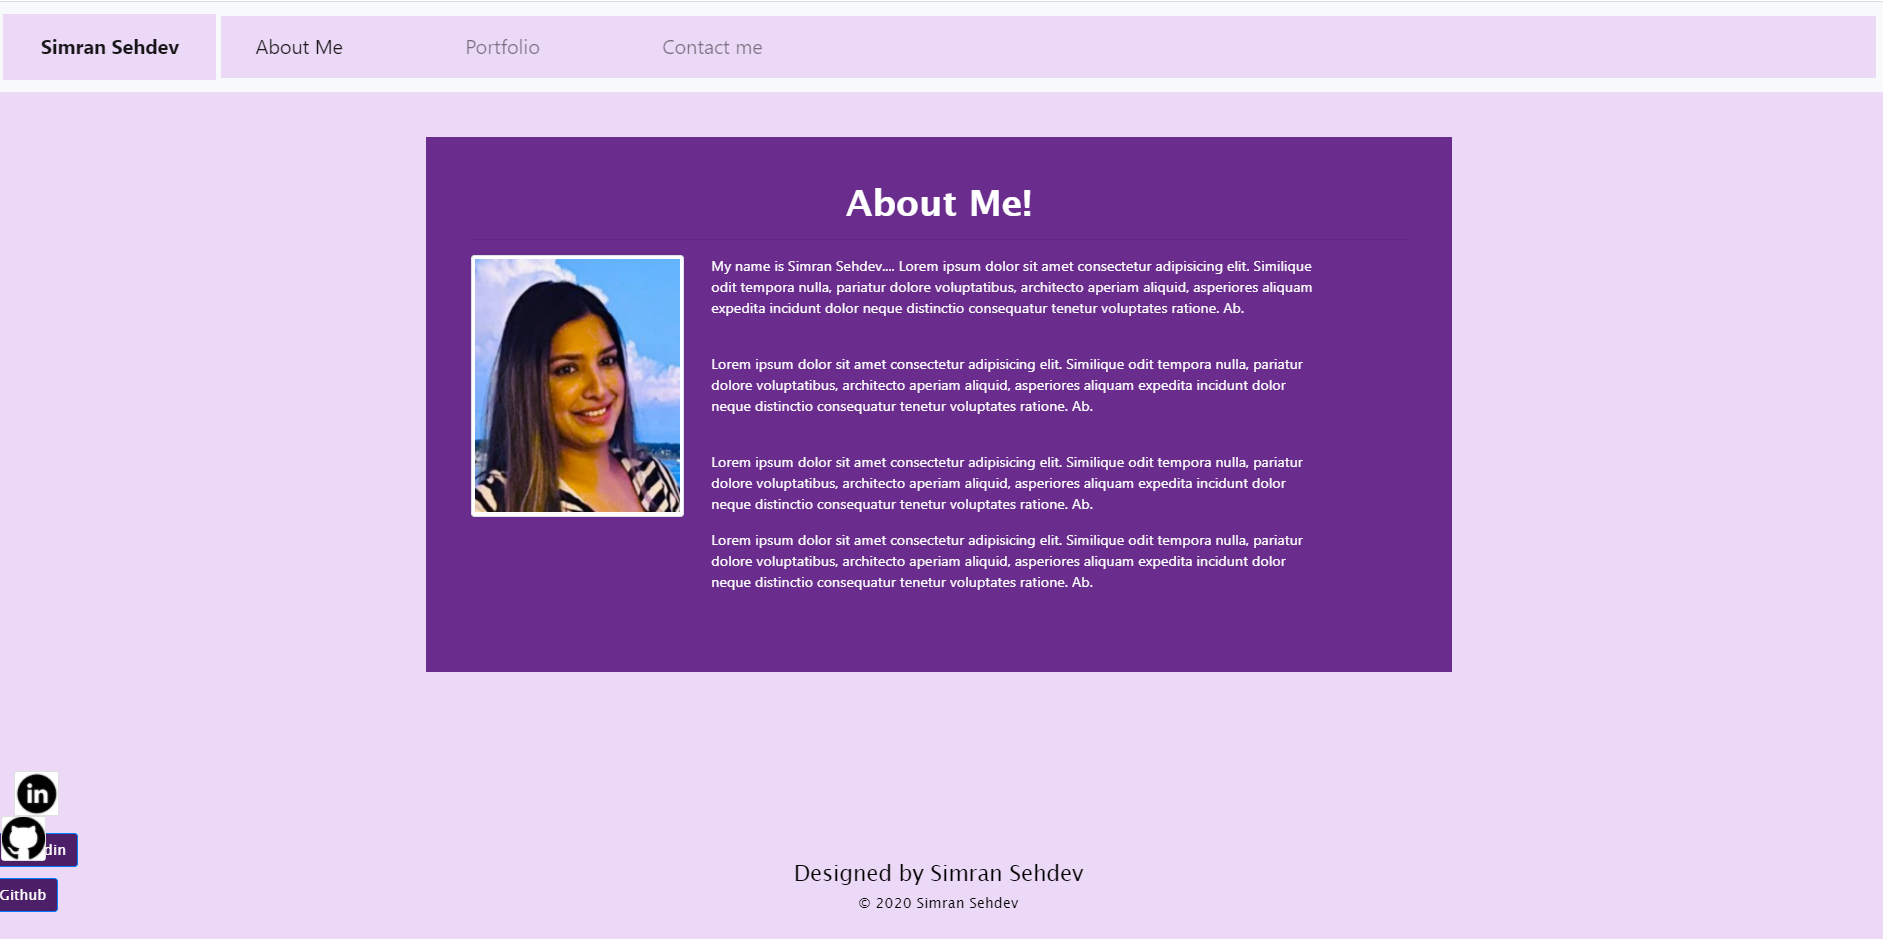 Simran Sehdev About Me Portfolio Contact me
About Me!
My name is Simran Sehdev.... Lorem ipsum dolor sit amet consectetur adipisicing elit. Similique
odit tempora nulla, pariatur dolore voluptatibus, architecto aperiam aliquid, asperiores aliquam
expedita incidunt dolor neque distinctio consequatur tenetur voluptates ratione. Ab.
Lorem ipsum dolor sit amet consectetur adipisicing elit. Similique odit tempora nulla, pariatur
dolore voluptatibus, architecto aperiam aliquid, asperiores aliquam expedita incidunt dolor
neque distinctio consequatur tenetur voluptates ratione. Ab.
Lorem ipsum dolor sit amet consectetur adipisicing elit. Similique odit tempora nulla, pariatur
dolore voluptatibus, architecto aperiam aliquid, asperiores aliquam expedita incidunt dolor
neque distinctio consequatur tenetur voluptates ratione. Ab.
Lorem ipsum dolor sit amet consectetur adipisicing elit. Similique odit tempora nulla, pariatur
dolore voluptatibus, architecto aperiam aliquid, asperiores aliquam expedita incidunt dolor
neque distinctio consequatur tenetur voluptates ratione. Ab.
in
din
Github
Designed by Simran Sehdev
© 2020 Simran Sehdev